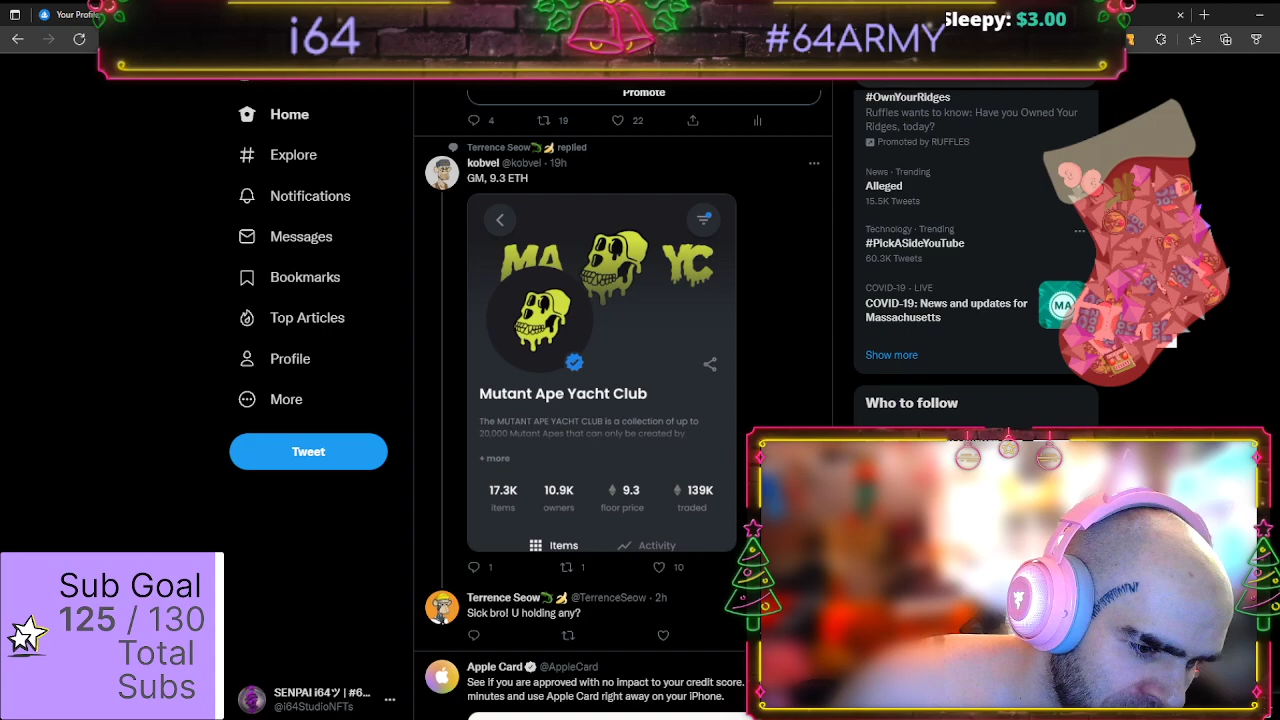 Your Profile
i64
#64ARMY
Sleepy: $3.00
Home
Explore
Notifications
Messages
Bookmarks
Top Articles
Profile
More
Tweet
SENPAI i64ツ | #6...
@i64StudioNFTs
Sub Goal
125 / 130
Total
Subs
Promote
4
19
22
Terrence Seow replied
kobvel @kobvel · 19h
GM, 9.3 ETH
MA YC
Mutant Ape Yacht Club
The MUTANT APE YACHT CLUB is a collection of up to
20,000 Mutant Apes that can only be created by
+ more
17.3K 10.9K 9.3 139K
items owners floor price traded
Items Activity
1
1
10
Terrence Seow @TerrenceSeow · 2h
Sick bro! U holding any?
Apple Card @AppleCard
See if you are approved with no impact to your credit score.
minutes and use Apple Card right away on your iPhone.
#OwnYourRidges
Ruffles wants to know: Have you Owned Your
Ridges, today?
Promoted by RUFFLES
News · Trending
Alleged
15.5K Tweets
Technology · Trending
#PickASideYouTube
60.3K Tweets
COVID-19 · LIVE
COVID-19: News and updates for
Massachusetts
MA
Show more
Who to follow